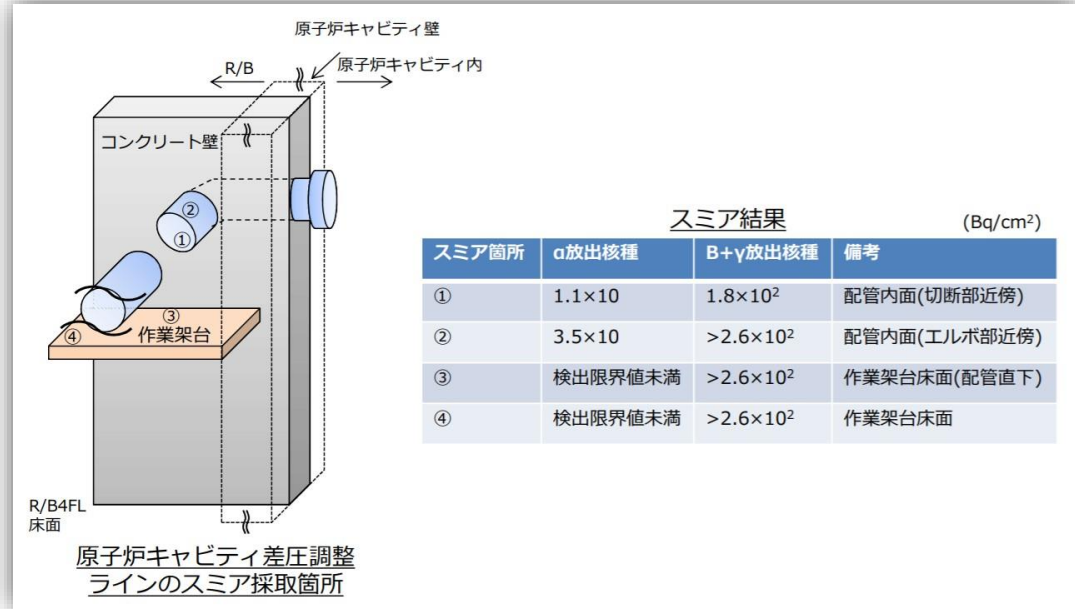 原子炉キャビティ壁
R/B
原子炉キャビティ内
コンクリート壁
②
①
③
④
作業架台
R/B4FL
床面
原子炉キャビティ差圧調整
ラインのスミア採取箇所
スミア結果
(Bq/cm²)
スミア箇所 α放出核種 Β+γ放出核種 備考
① 1.1×10 1.8×10² 配管内面(切断部近傍)
② 3.5×10 >2.6×10² 配管内面(エルボ部近傍)
③ 検出限界値未満 >2.6×10² 作業架台床面(配管直下)
④ 検出限界値未満 >2.6×10² 作業架台床面